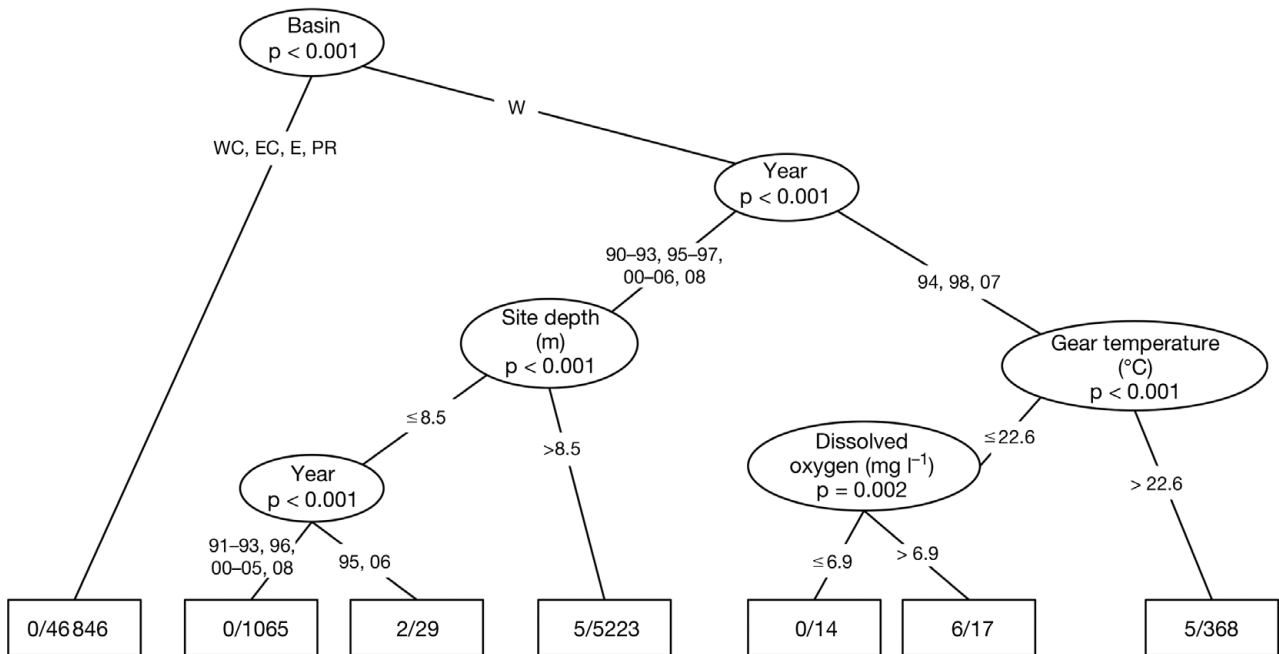 Basin
p < 0.001
W
WC, EC, E, PR
Year
p < 0.001
90–93, 95–97,
00–06, 08
94, 98, 07
Site depth
(m)
p < 0.001
Gear temperature
(°C)
p < 0.001
≤8.5
>8.5
Dissolved
oxygen (mg l⁻¹)
p = 0.002
≤22.6
> 22.6
Year
p < 0.001
91–93, 96,
00–05, 08
95, 06
≤6.9
> 6.9
0/46 846
0/1065
2/29
5/5223
0/14
6/17
5/368